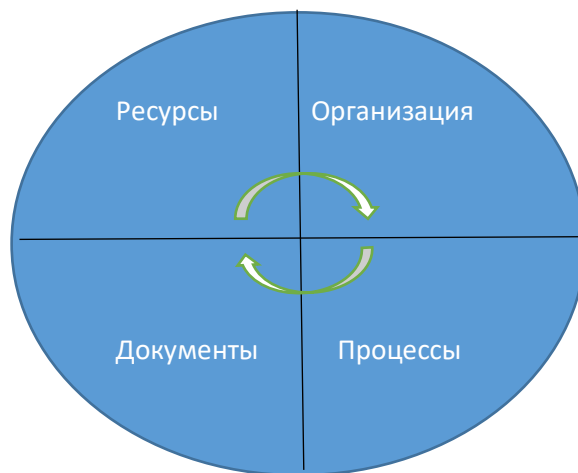 Ресурсы
Организация
Документы
Процессы